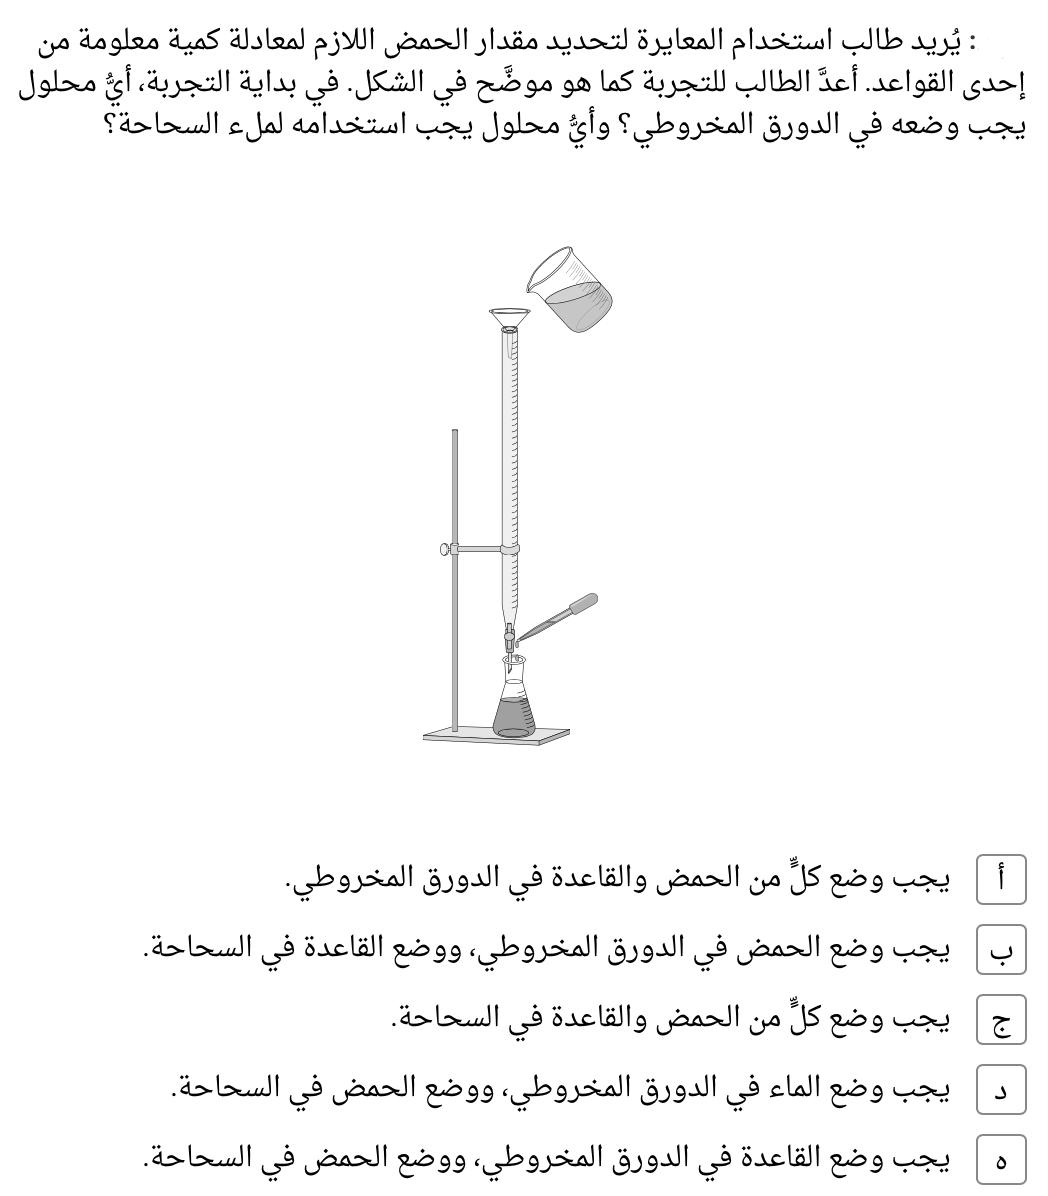 : يُريد طالب استخدام المعايرة لتحديد مقدار الحمض اللازم لمعادلة كمية معلومة من
إحدى القواعد. أعدَّ الطالب للتجربة كما هو موضَّح في الشكل. في بداية التجربة، أيُّ محلول
يجب وضعه في الدورق المخروطي؟ وأيُّ محلول يجب استخدامه لملء السحاحة؟
أ يجب وضع كلٍّ من الحمض والقاعدة في الدورق المخروطي.
ب يجب وضع الحمض في الدورق المخروطي، ووضع القاعدة في السحاحة.
ج يجب وضع كلٍّ من الحمض والقاعدة في السحاحة.
د يجب وضع الماء في الدورق المخروطي، ووضع الحمض في السحاحة.
ه يجب وضع القاعدة في الدورق المخروطي، ووضع الحمض في السحاحة.